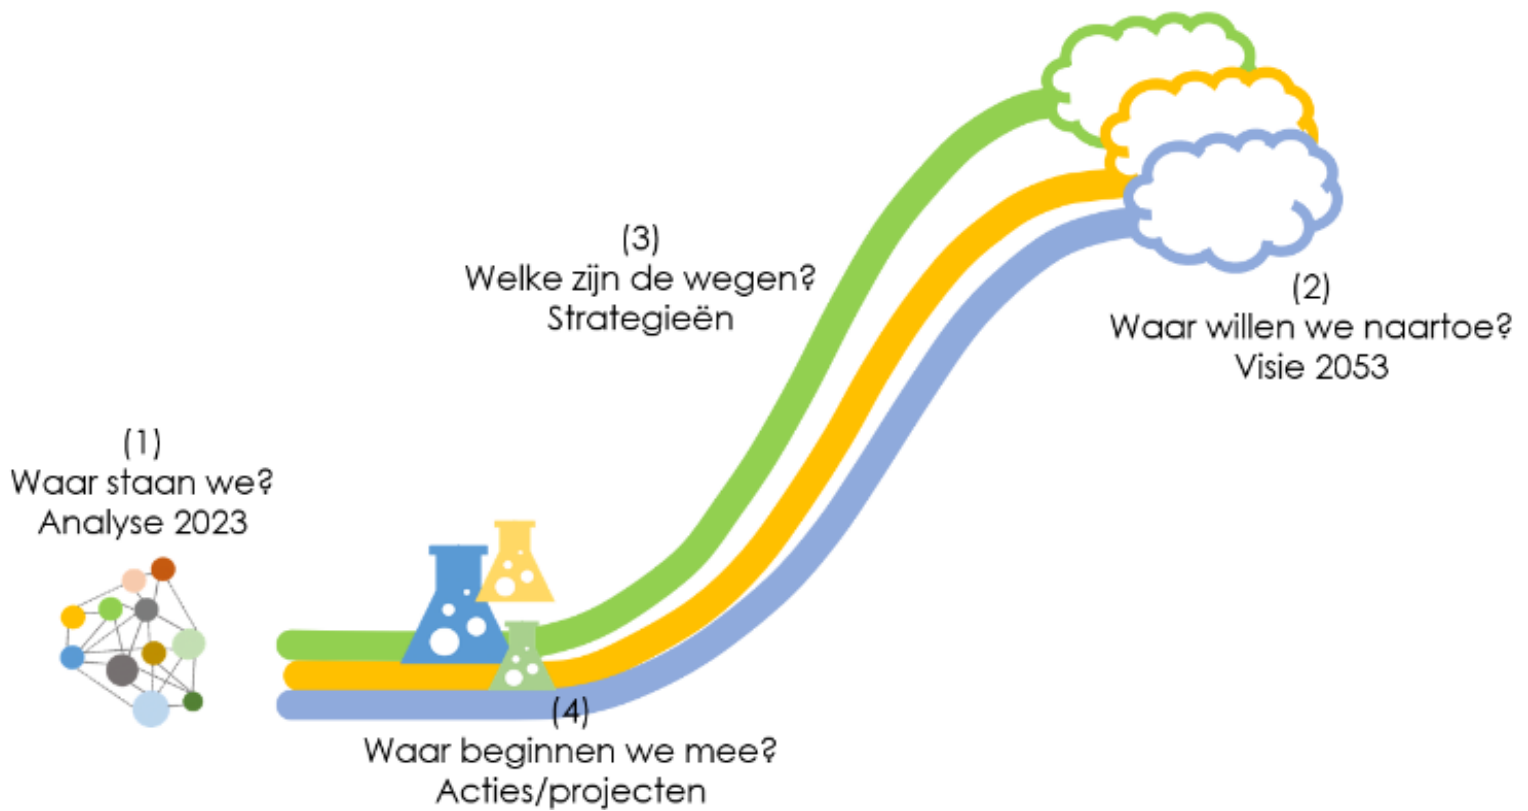 (1)
Waar staan we?
Analyse 2023
(2)
Waar willen we naartoe?
Visie 2053
(3)
Welke zijn de wegen?
Strategieën
(4)
Waar beginnen we mee?
Acties/projecten